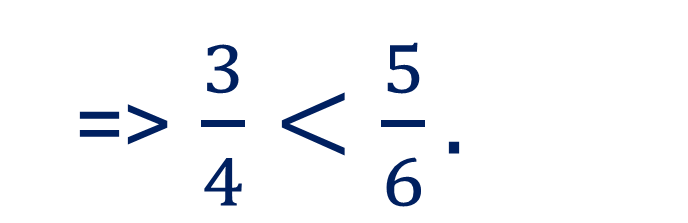 => 3/4 < 5/6.